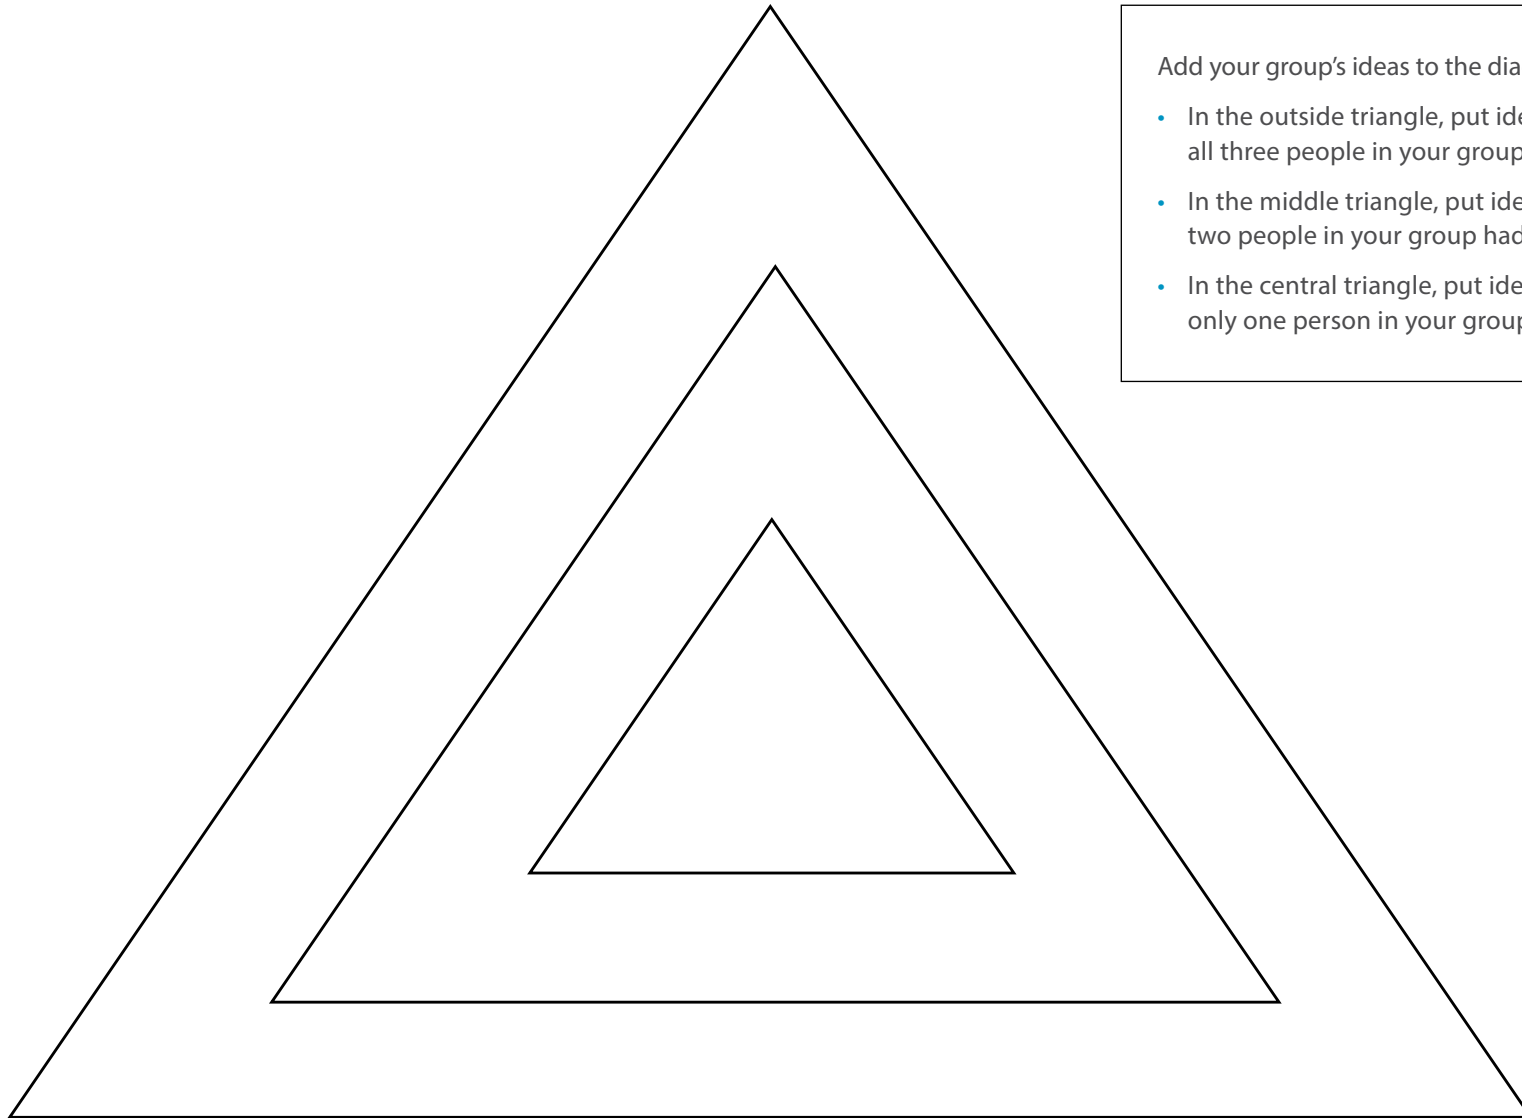 Add your group’s ideas to the dia
• In the outside triangle, put ide
all three people in your group
• In the middle triangle, put ide
two people in your group had
• In the central triangle, put ide
only one person in your group